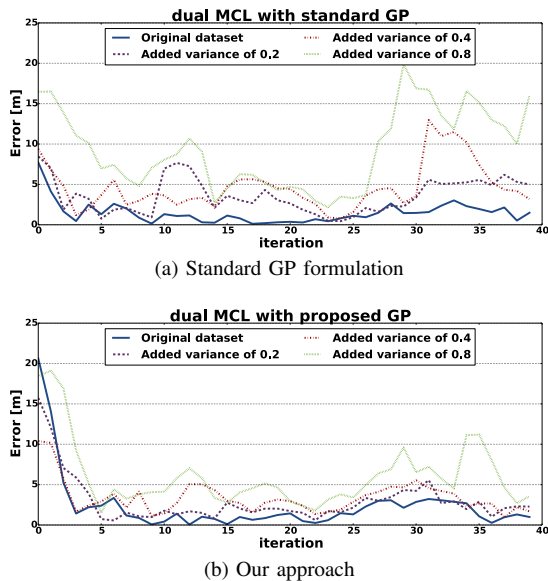 dual MCL with standard GP
Original dataset
Added variance of 0.4
Added variance of 0.2
Added variance of 0.8
Error [m]
25
20
15
10
5
0
0 5 10 15 20 25 30 35 40
iteration
(a) Standard GP formulation
dual MCL with proposed GP
Original dataset
Added variance of 0.4
Added variance of 0.2
Added variance of 0.8
Error [m]
25
20
15
10
5
0
0 5 10 15 20 25 30 35 40
iteration
(b) Our approach